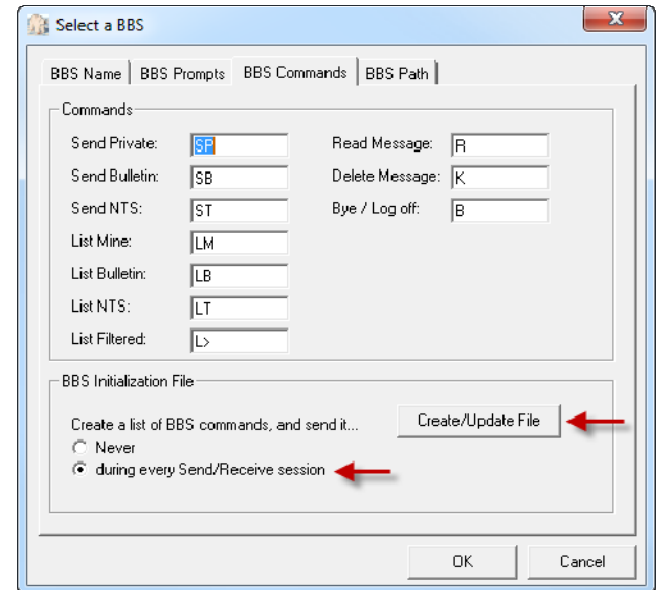 Select a BBS
BBS Name BBS Prompts BBS Commands BBS Path
Commands
Send Private: SP Read Message: R
Send Bulletin: SB Delete Message: K
Send NTS: ST Bye / Log off: B
List Mine: LM
List Bulletin: LB
List NTS: LT
List Filtered: L>
BBS Initialization File
Create a list of BBS commands, and send it... Create/Update File
Never
during every Send/Receive session
OK Cancel